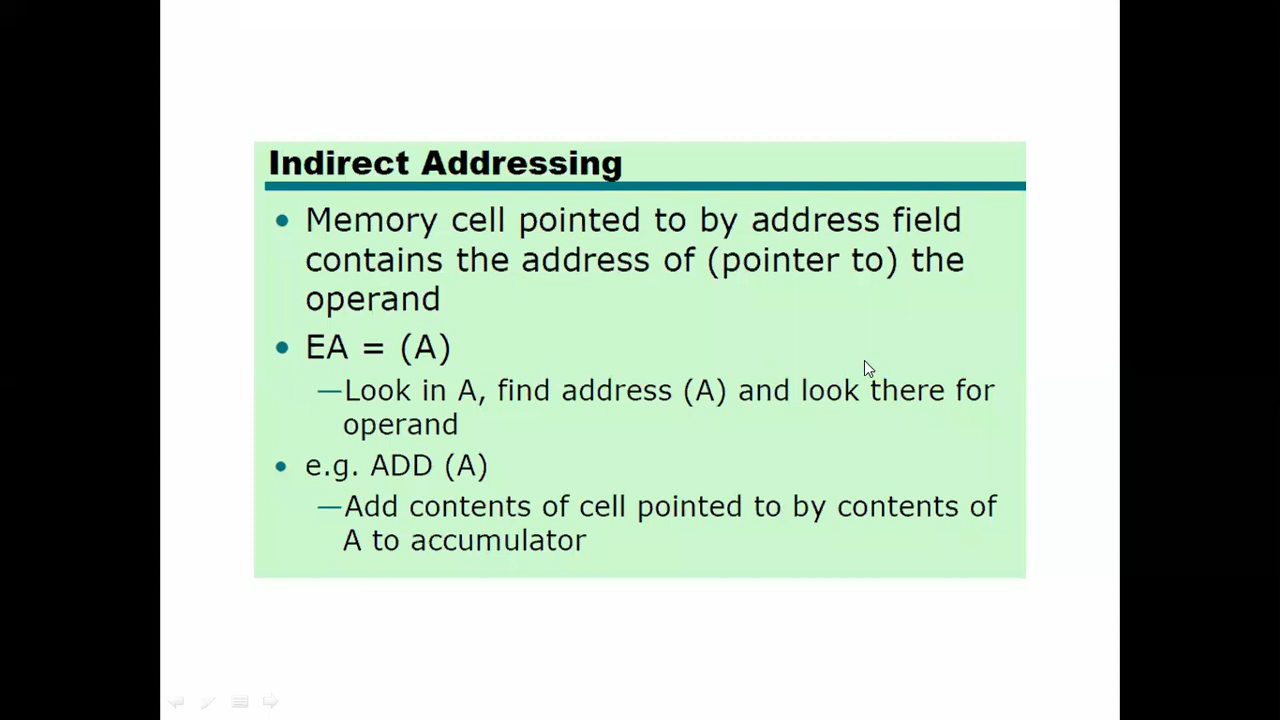 Indirect Addressing
• Memory cell pointed to by address field
contains the address of (pointer to) the
operand
• EA = (A)
—Look in A, find address (A) and look there for
operand
• e.g. ADD (A)
—Add contents of cell pointed to by contents of
A to accumulator